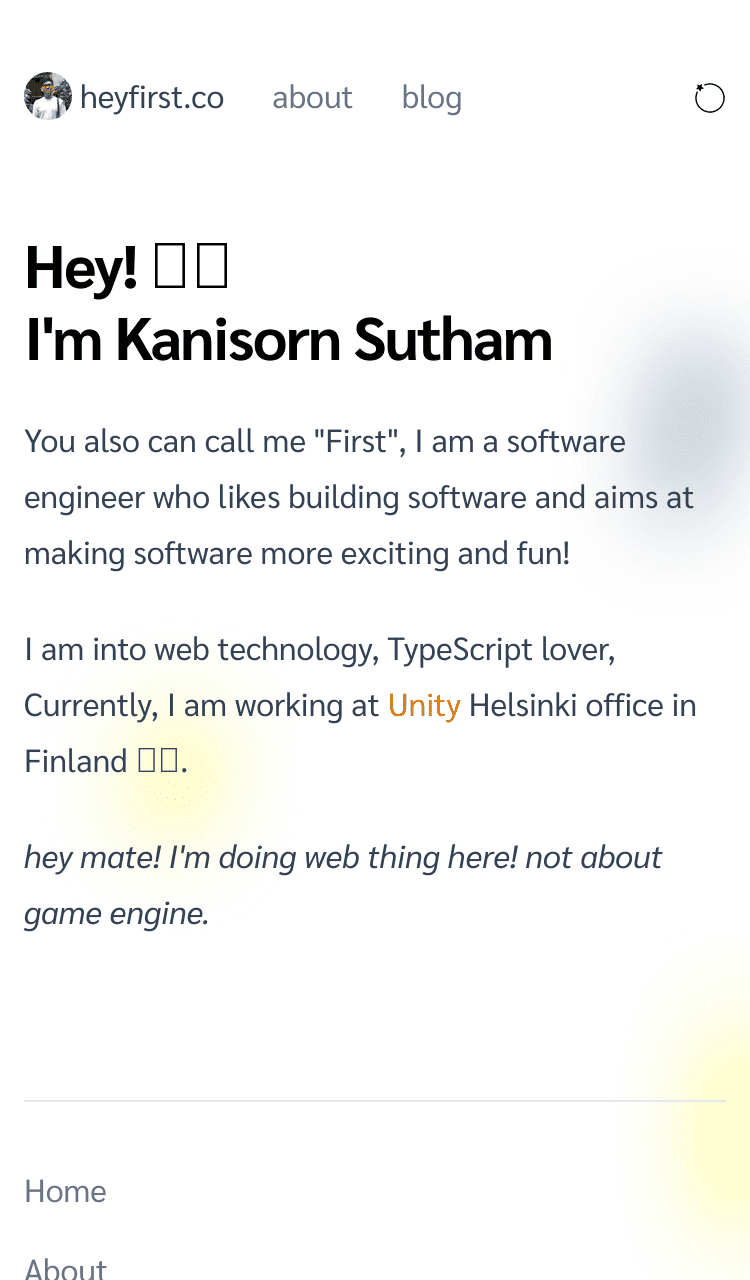 heyfirst.co about blog
Hey!
I'm Kanisorn Sutham
You also can call me "First", I am a software
engineer who likes building software and aims at
making software more exciting and fun!
I am into web technology, TypeScript lover,
Currently, I am working at Unity Helsinki office in
Finland .
hey mate! I'm doing web thing here! not about
game engine.
Home
About